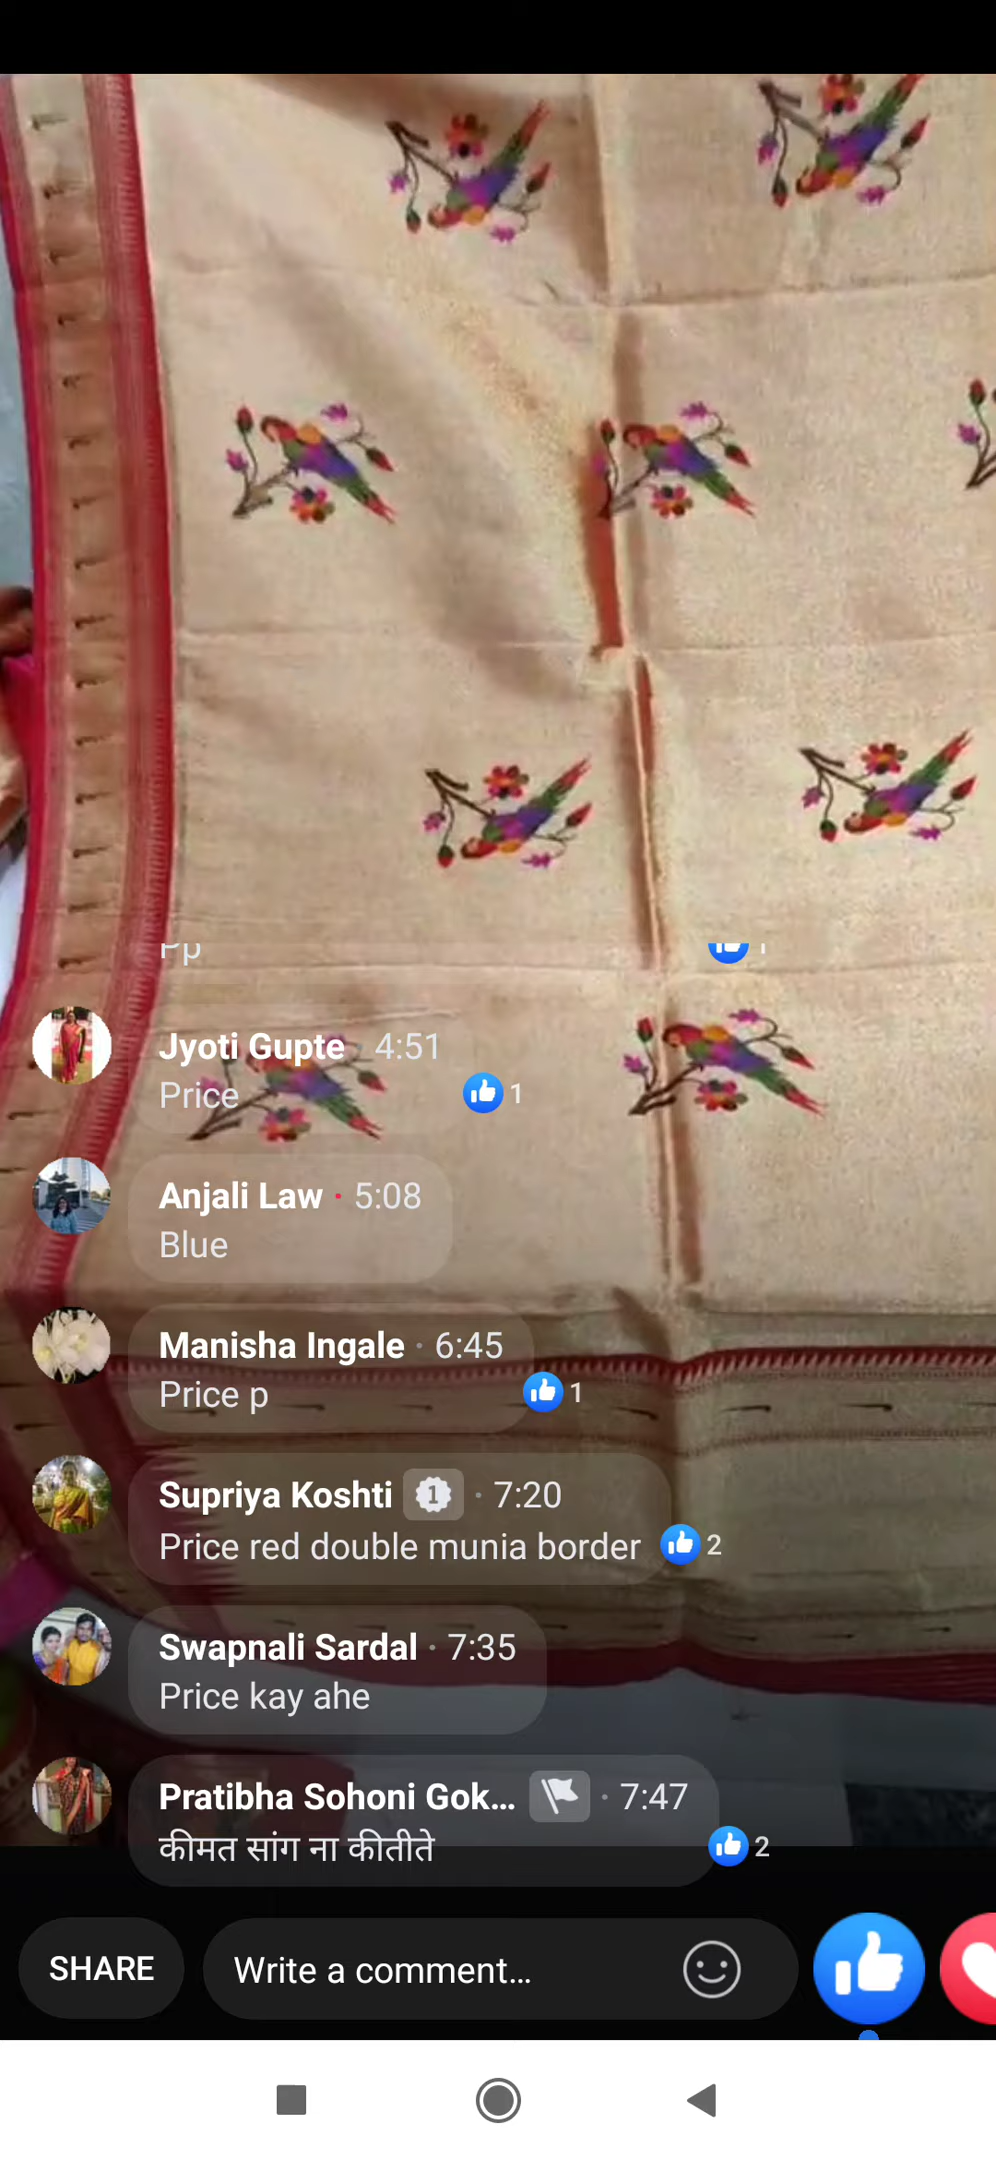 Pp
Jyoti Gupte 4:51
Price 1
Anjali Law · 5:08
Blue
Manisha Ingale · 6:45
Price p 1
Supriya Koshti 1 · 7:20
Price red double munia border 2
Swapnali Sardal · 7:35
Price kay ahe
Pratibha Sohoni Gok... · 7:47
कीमत सांग ना कीतीते 2
SHARE
Write a comment...